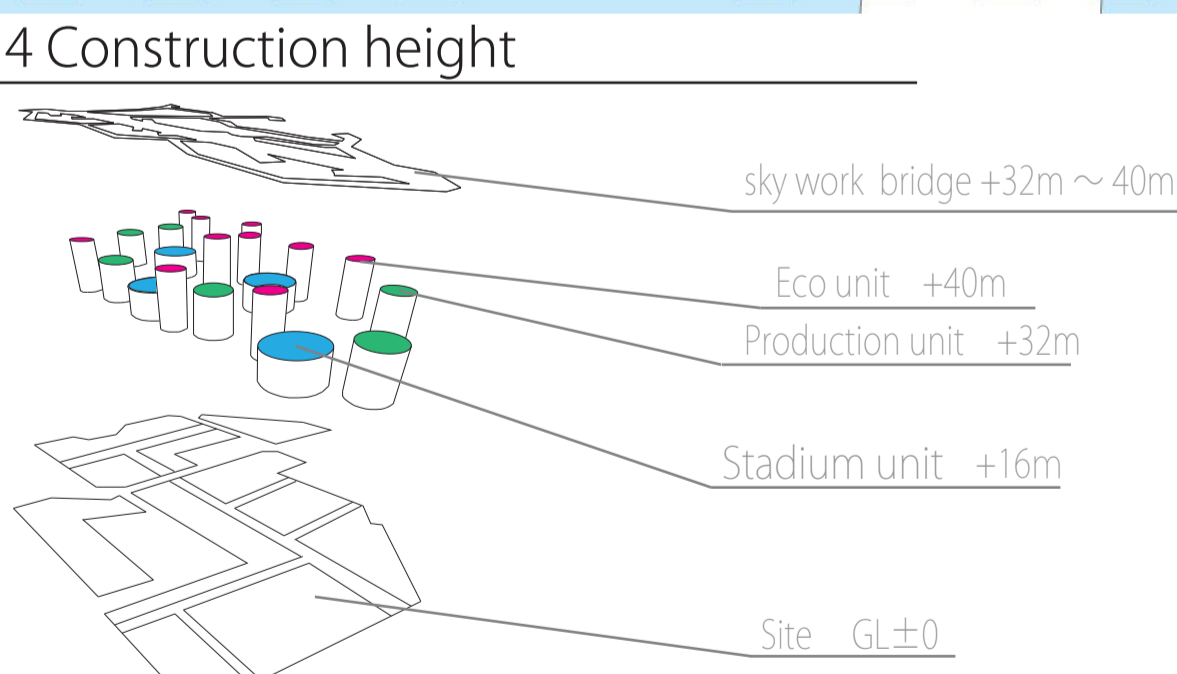 4 Construction height
sky work bridge +32m ～ 40m
Eco unit +40m
Production unit +32m
Stadium unit +16m
Site GL±0